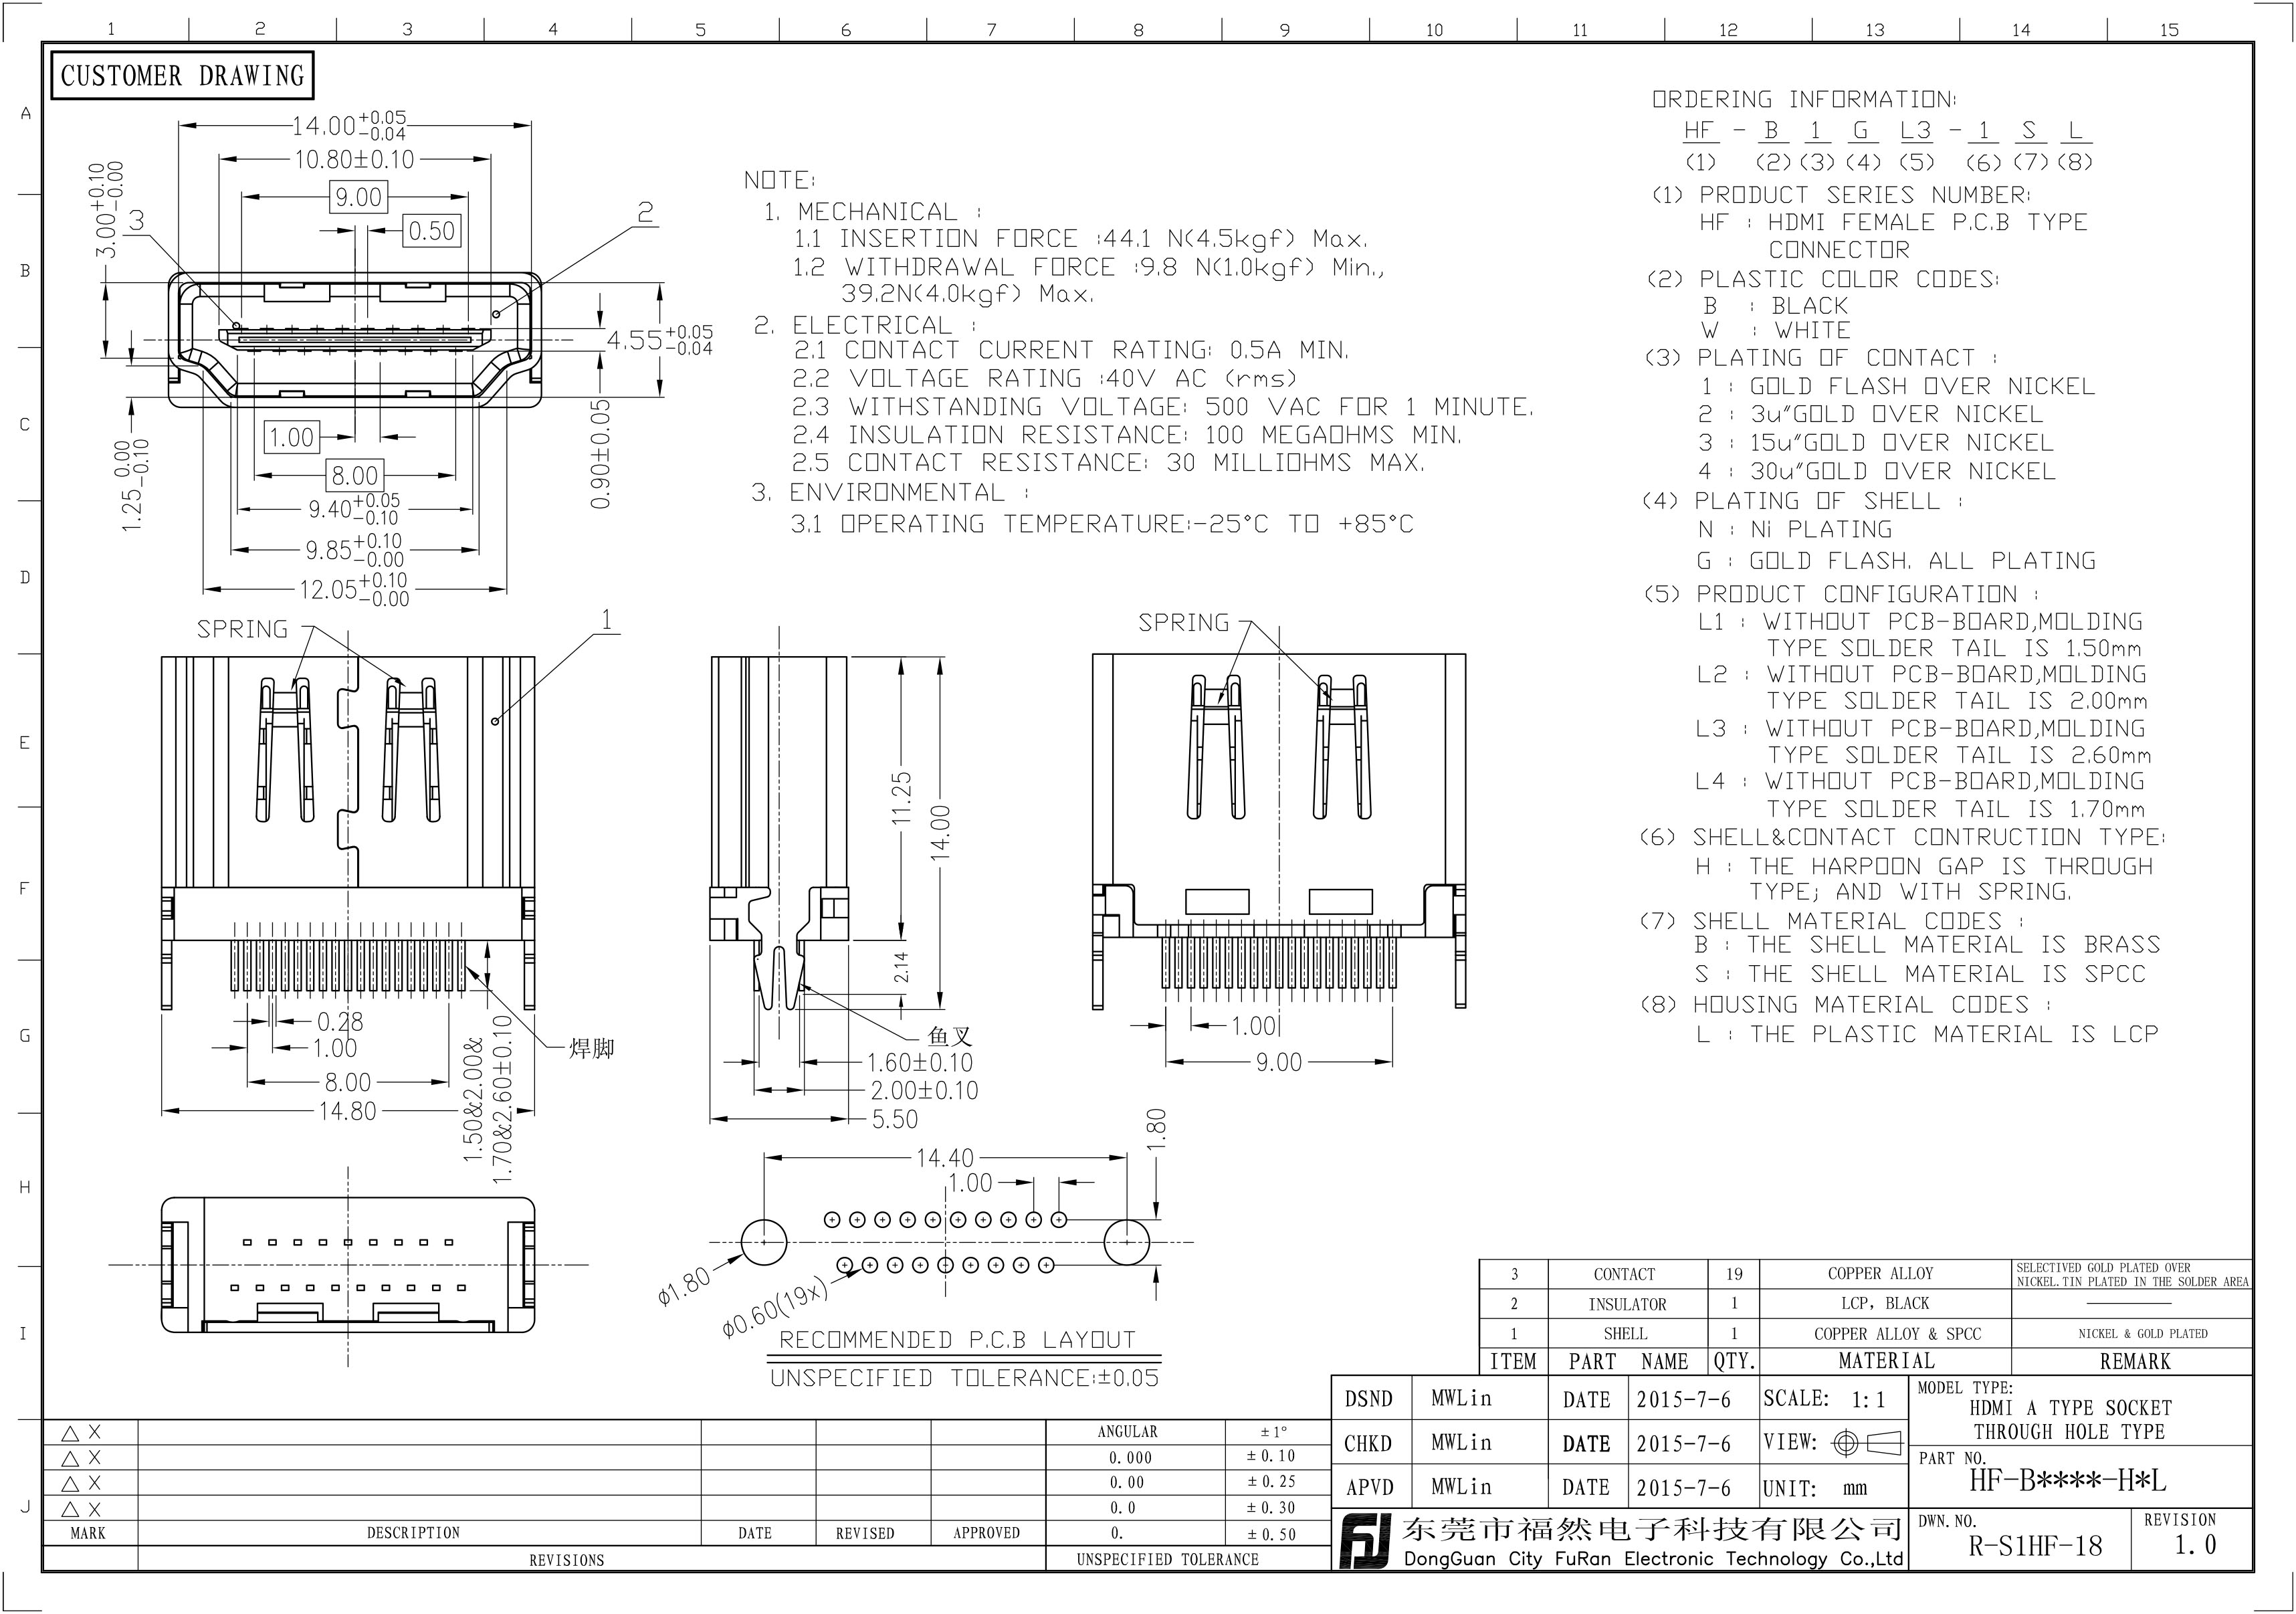 1 2 3 4 5 6 7 8 9 10 11 12 13 14 15
A
B
C
D
E
F
G
H
I
J
CUSTOMER DRAWING
14.00+0.05 -0.04
10.80±0.10
9.00
0.50
3.00+0.10 -0.00
3
2
4.55+0.05 -0.04
0.90±0.05
1.25-0.00 -0.10
1.00
8.00
9.40+0.05 -0.10
9.85+0.10 -0.00
12.05+0.10 -0.00
NOTE:
1. MECHANICAL :
1.1 INSERTION FORCE :44.1 N(4.5kgf) Max.
1.2 WITHDRAWAL FORCE :9.8 N(1.0kgf) Min.,
39.2N(4.0kgf) Max.
2. ELECTRICAL :
2.1 CONTACT CURRENT RATING: 0.5A MIN.
2.2 VOLTAGE RATING :40V AC (rms)
2.3 WITHSTANDING VOLTAGE: 500 VAC FOR 1 MINUTE.
2.4 INSULATION RESISTANCE: 100 MEGAOHMS MIN.
2.5 CONTACT RESISTANCE: 30 MILLIOHMS MAX.
3. ENVIRONMENTAL :
3.1 OPERATING TEMPERATURE:-25°C TO +85°C
ORDERING INFORMATION:
HF - B 1 G L3 - 1 S L
(1) (2) (3) (4) (5) (6) (7) (8)
(1) PRODUCT SERIES NUMBER:
HF : HDMI FEMALE P.C.B TYPE
CONNECTOR
(2) PLASTIC COLOR CODES:
B : BLACK
W : WHITE
(3) PLATING OF CONTACT :
1 : GOLD FLASH OVER NICKEL
2 : 3u"GOLD OVER NICKEL
3 : 15u"GOLD OVER NICKEL
4 : 30u"GOLD OVER NICKEL
(4) PLATING OF SHELL :
N : Ni PLATING
G : GOLD FLASH. ALL PLATING
(5) PRODUCT CONFIGURATION :
L1 : WITHOUT PCB-BOARD,MOLDING
TYPE SOLDER TAIL IS 1.50mm
L2 : WITHOUT PCB-BOARD,MOLDING
TYPE SOLDER TAIL IS 2.00mm
L3 : WITHOUT PCB-BOARD,MOLDING
TYPE SOLDER TAIL IS 2.60mm
L4 : WITHOUT PCB-BOARD,MOLDING
TYPE SOLDER TAIL IS 1.70mm
(6) SHELL&CONTACT CONTRUCTION TYPE:
H : THE HARPOON GAP IS THROUGH
TYPE; AND WITH SPRING.
(7) SHELL MATERIAL CODES :
B : THE SHELL MATERIAL IS BRASS
S : THE SHELL MATERIAL IS SPCC
(8) HOUSING MATERIAL CODES :
L : THE PLASTIC MATERIAL IS LCP
SPRING
1
0.28
1.00
8.00
14.80
焊脚
1.50&2.00&
1.70&2.60±0.10
11.25
14.00
2.14
鱼叉
1.60±0.10
2.00±0.10
5.50
SPRING
1.00
9.00
14.40
1.00
1.80
ø1.80
ø0.60(19x)
RECOMMENDED P.C.B LAYOUT
UNSPECIFIED TOLERANCE:±0.05
3 CONTACT 19 COPPER ALLOY SELECTIVED GOLD PLATED OVER
NICKEL.TIN PLATED IN THE SOLDER AREA
2 INSULATOR 1 LCP, BLACK
1 SHELL 1 COPPER ALLOY & SPCC NICKEL & GOLD PLATED
ITEM PART NAME QTY. MATERIAL REMARK
DSND MWLin DATE 2015-7-6 SCALE: 1:1
CHKD MWLin DATE 2015-7-6 VIEW:
APVD MWLin DATE 2015-7-6 UNIT: mm
MODEL TYPE:
HDMI A TYPE SOCKET
THROUGH HOLE TYPE
PART NO.
HF-B****-H*L
DWN. NO.
R-S1HF-18
REVISION
1.0
东莞市福然电子科技有限公司
DongGuan City FuRan Electronic Technology Co.,Ltd
△ X
△ X
△ X
△ X
MARK DESCRIPTION DATE REVISED APPROVED
REVISIONS
ANGULAR ±1°
0.000 ±0.10
0.00 ±0.25
0.0 ±0.30
0. ±0.50
UNSPECIFIED TOLERANCE